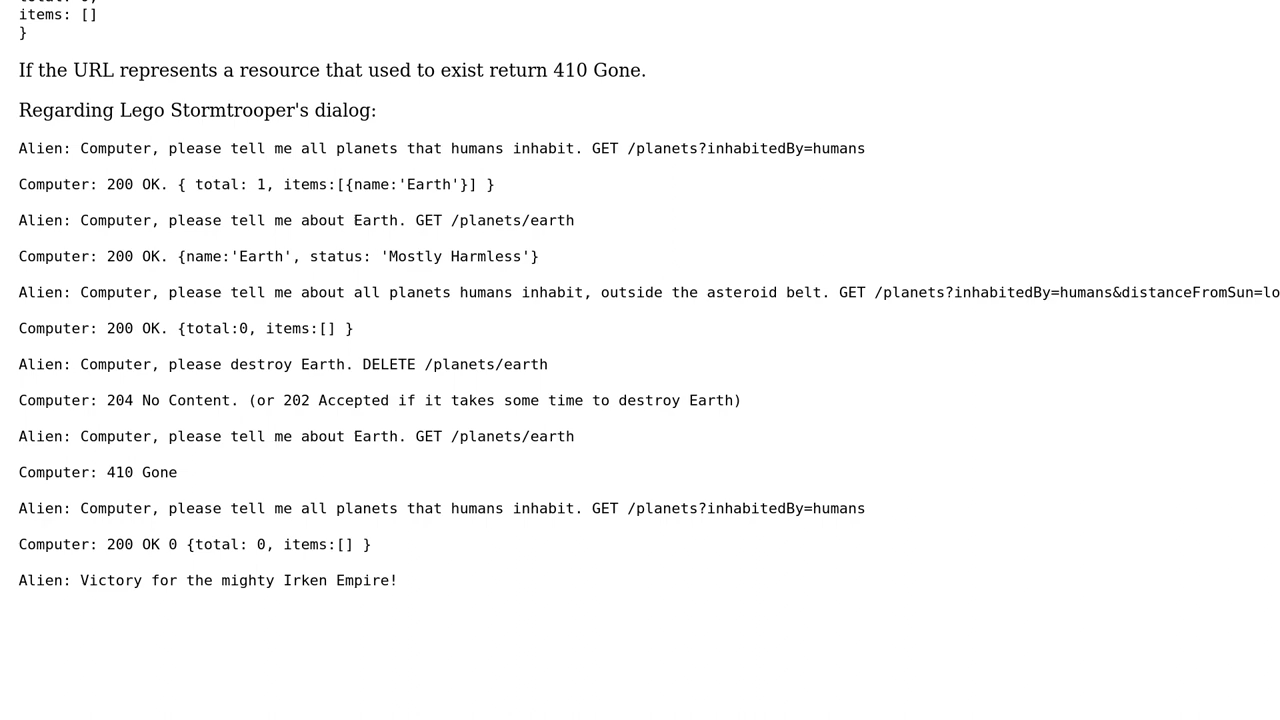 items: []
}
If the URL represents a resource that used to exist return 410 Gone.
Regarding Lego Stormtrooper's dialog:
Alien: Computer, please tell me all planets that humans inhabit. GET /planets?inhabitedBy=humans
Computer: 200 OK. { total: 1, items:[{name:'Earth'}] }
Alien: Computer, please tell me about Earth. GET /planets/earth
Computer: 200 OK. {name:'Earth', status: 'Mostly Harmless'}
Alien: Computer, please tell me about all planets humans inhabit, outside the asteroid belt. GET /planets?inhabitedBy=humans&distanceFromSun=lo
Computer: 200 OK. {total:0, items:[] }
Alien: Computer, please destroy Earth. DELETE /planets/earth
Computer: 204 No Content. (or 202 Accepted if it takes some time to destroy Earth)
Alien: Computer, please tell me about Earth. GET /planets/earth
Computer: 410 Gone
Alien: Computer, please tell me all planets that humans inhabit. GET /planets?inhabitedBy=humans
Computer: 200 OK 0 {total: 0, items:[] }
Alien: Victory for the mighty Irken Empire!